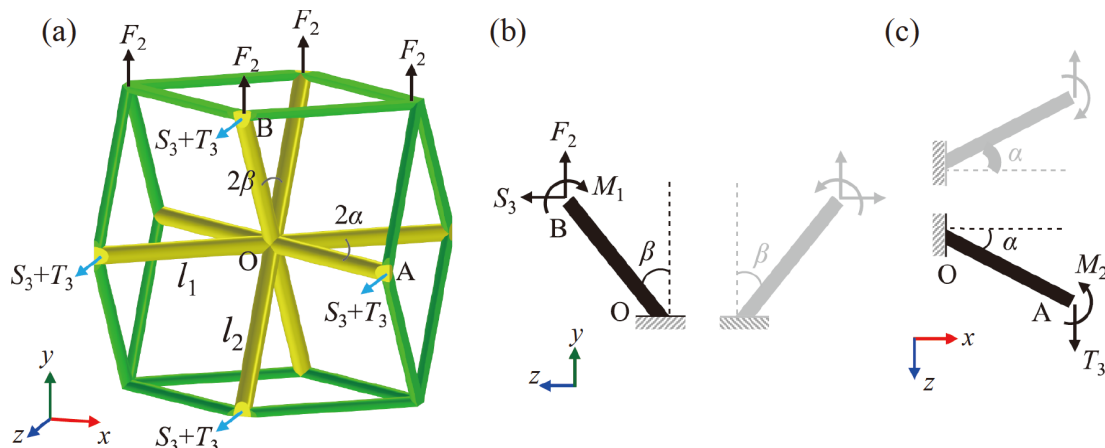 (a)
F₂
F₂
F₂
F₂
B
S₃+T₃
2β
2α
O
A
S₃+T₃
l₁
S₃+T₃
l₂
y
z
x
S₃+T₃
(b)
F₂
M₁
S₃
B
β
β
O
y
z
(c)
α
α
O
M₂
A
x
T₃
z